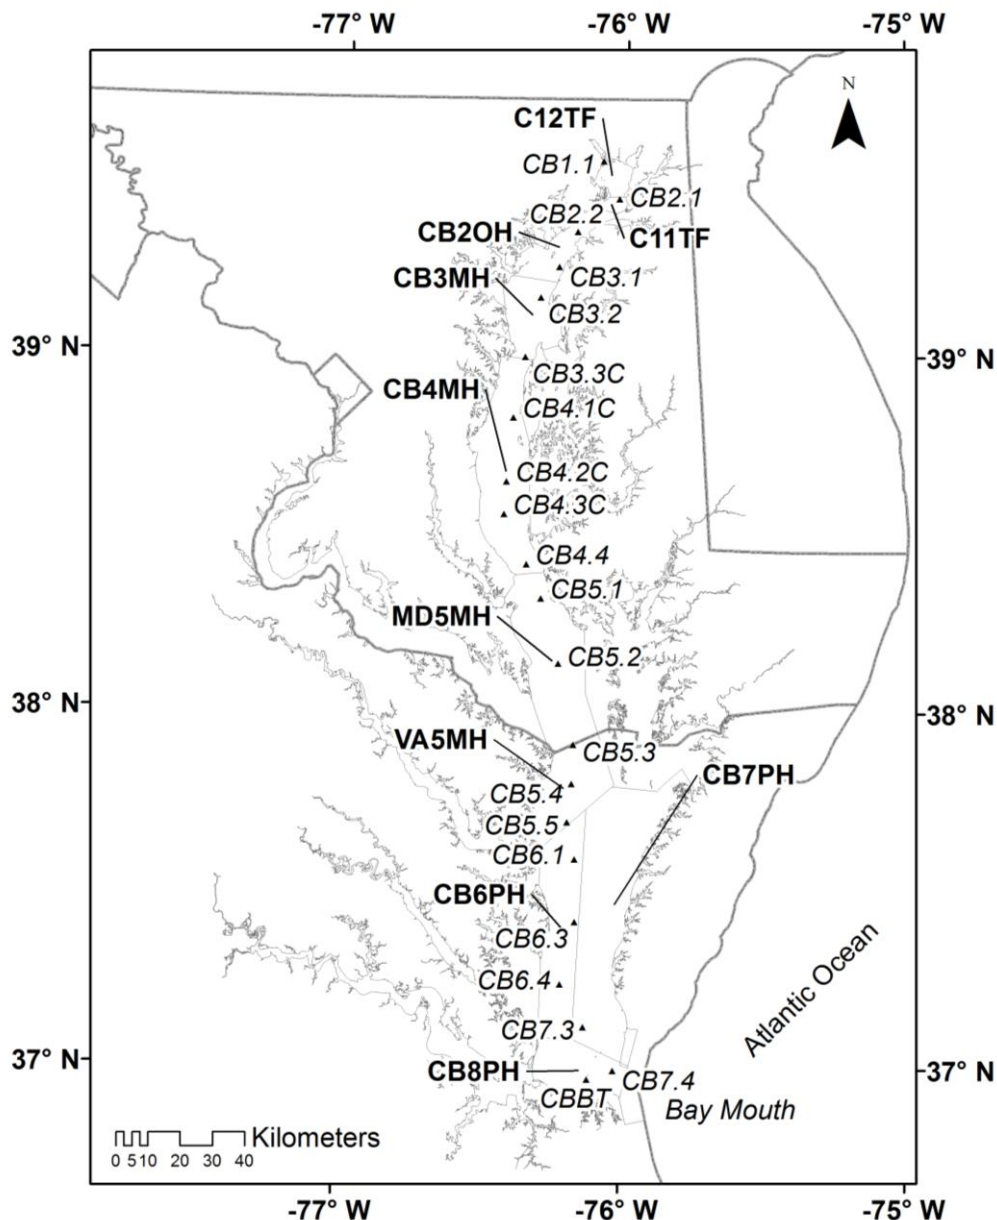 -77° W -76° W -75° W
N
C12TF
CB1.1
CB2.1
CB2.2
CB2OH
C11TF
CB3MH
CB3.1
CB3.2
39° N
39° N
CB3.3C
CB4MH
CB4.1C
CB4.2C
CB4.3C
CB4.4
CB5.1
MD5MH
CB5.2
38° N
38° N
VA5MH
CB5.3
CB7PH
CB5.4
CB5.5
CB6.1
CB6PH
CB6.3
Atlantic Ocean
CB6.4
CB7.3
37° N
CB8PH
37° N
CB7.4
CBBT
Bay Mouth
Kilometers
0 5 10 20 30 40
-77° W -76° W -75° W